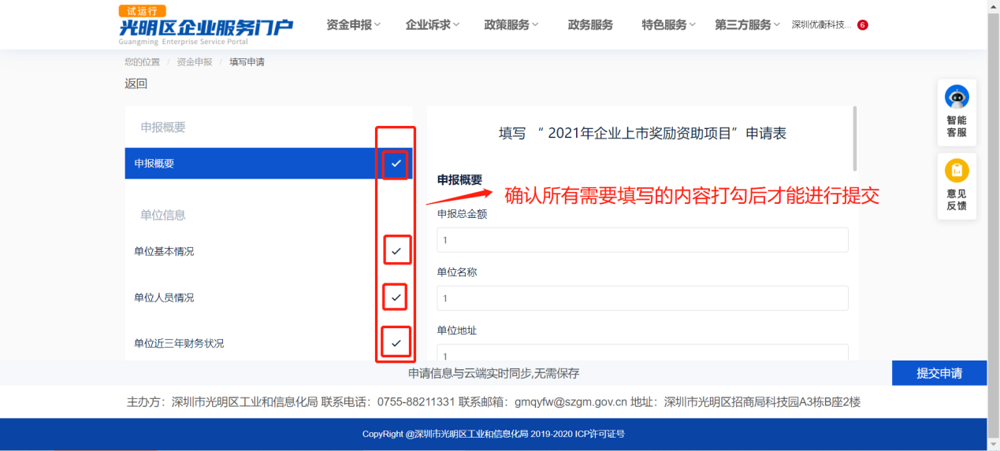 试运行
光明区企业服务门户
Guangming Enterprise Service Portal
资金申报 企业诉求 政策服务 政务服务 特色服务 第三方服务 深圳优衡科技... 6
您的位置 / 资金申报 / 填写申请
返回
申报概要
申报概要
单位信息
单位基本情况
单位人员情况
单位近三年财务状况
填写 “ 2021年企业上市奖励资助项目” 申请表
申报概要
确认所有需要填写的内容打勾后才能进行提交
申报总金额
1
单位名称
1
单位地址
1
智能
客服
意见
反馈
申请信息与云端实时同步,无需保存
提交申请
主办方：深圳市光明区工业和信息化局 联系电话：0755-88211331 联系邮箱：gmqyfw@szgm.gov.cn 地址：深圳市光明区招商局科技园A3栋B座2楼
CopyRight @深圳市光明区工业和信息化局 2019-2020 ICP许可证号